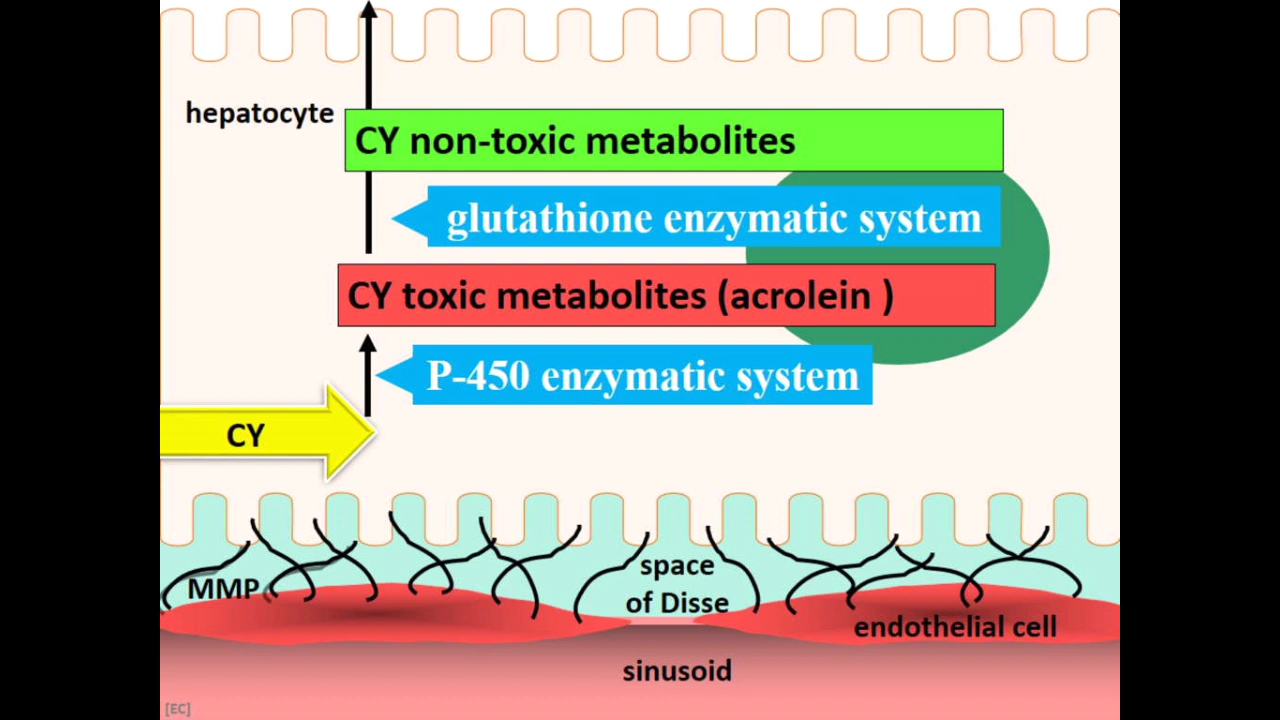 hepatocyte
CY non-toxic metabolites
glutathione enzymatic system
CY toxic metabolites (acrolein )
P-450 enzymatic system
CY
space
of Disse
MMP
endothelial cell
sinusoid
[EC]